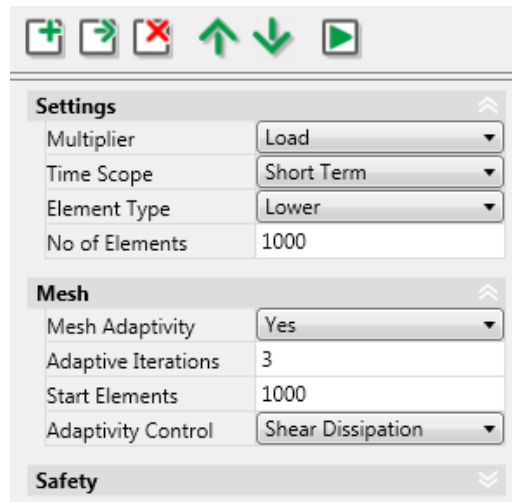 Settings
Multiplier Load
Time Scope Short Term
Element Type Lower
No of Elements 1000
Mesh
Mesh Adaptivity Yes
Adaptive Iterations 3
Start Elements 1000
Adaptivity Control Shear Dissipation
Safety